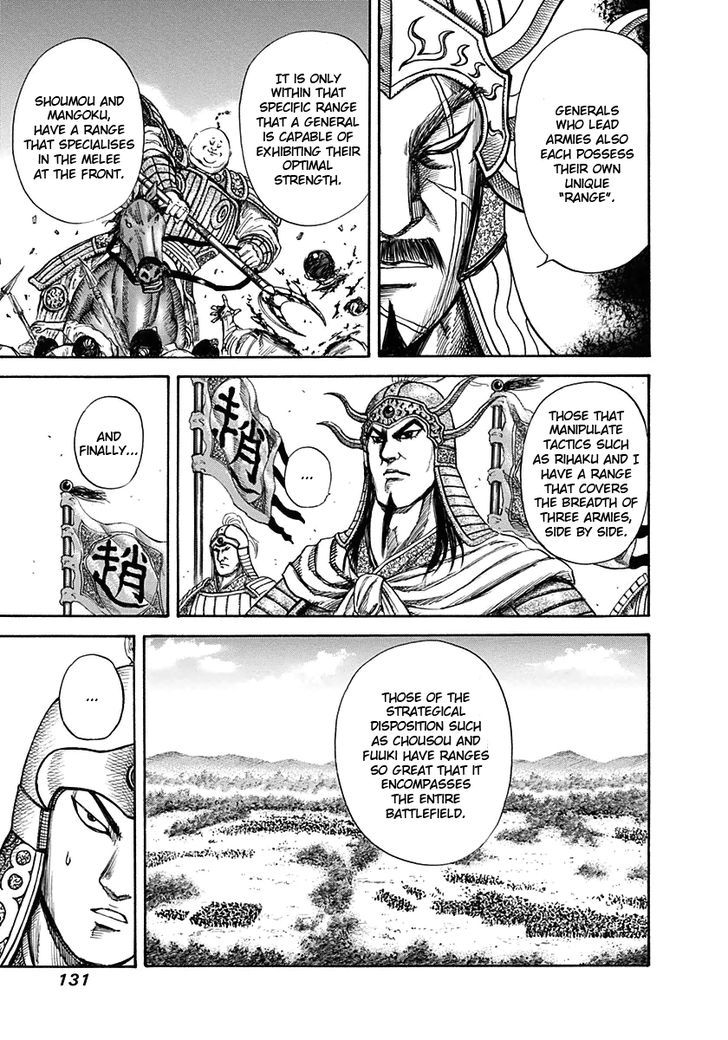 GENERALS
WHO LEAD
ARMIES ALSO
EACH POSSESS
THEIR OWN
UNIQUE
"RANGE".
IT IS ONLY
WITHIN THAT
SPECIFIC RANGE
THAT A GENERAL
IS CAPABLE OF
EXHIBITING THEIR
OPTIMAL
STRENGTH.
SHOUMOU AND
MANGOKU,
HAVE A RANGE
THAT SPECIALISES
IN THE MELEE
AT THE FRONT.
THOSE THAT
MANIPULATE
TACTICS SUCH
AS RIHAKU AND I
HAVE A RANGE
THAT COVERS
THE BREADTH OF
THREE ARMIES,
SIDE BY SIDE.
...
趙
AND
FINALLY...
趙
THOSE OF THE
STRATEGICAL
DISPOSITION SUCH
AS CHOUSOU AND
FUUKI HAVE RANGES
SO GREAT THAT IT
ENCOMPASSES
THE ENTIRE
BATTLEFIELD.
...
131